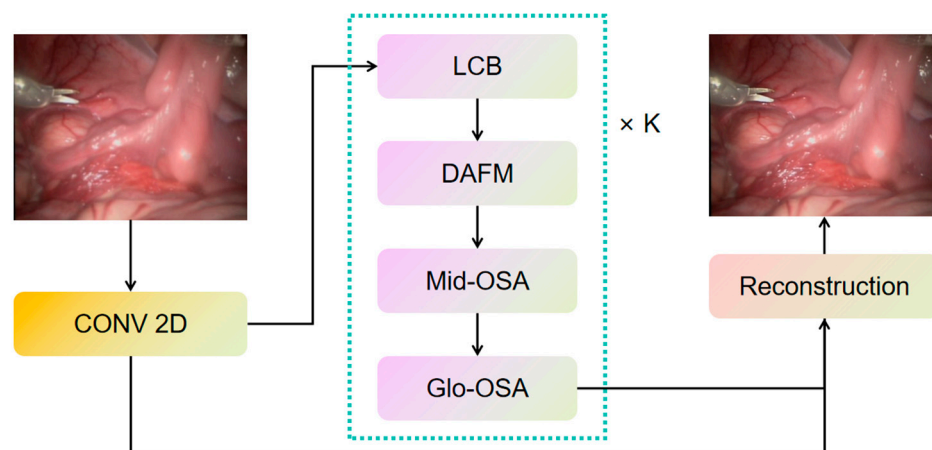 LCB
× K
DAFM
Mid-OSA
Reconstruction
CONV 2D
Glo-OSA